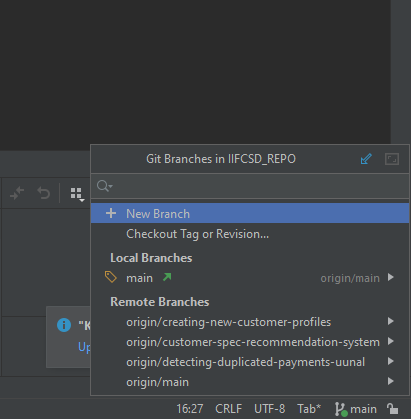 Git Branches in IIFCSD_REPO
+ New Branch
Checkout Tag or Revision...
Local Branches
main origin/main
Remote Branches
origin/creating-new-customer-profiles
origin/customer-spec-recommendation-system
origin/detecting-duplicated-payments-uunal
origin/main
"K
Up
16:27 CRLF UTF-8 Tab* main